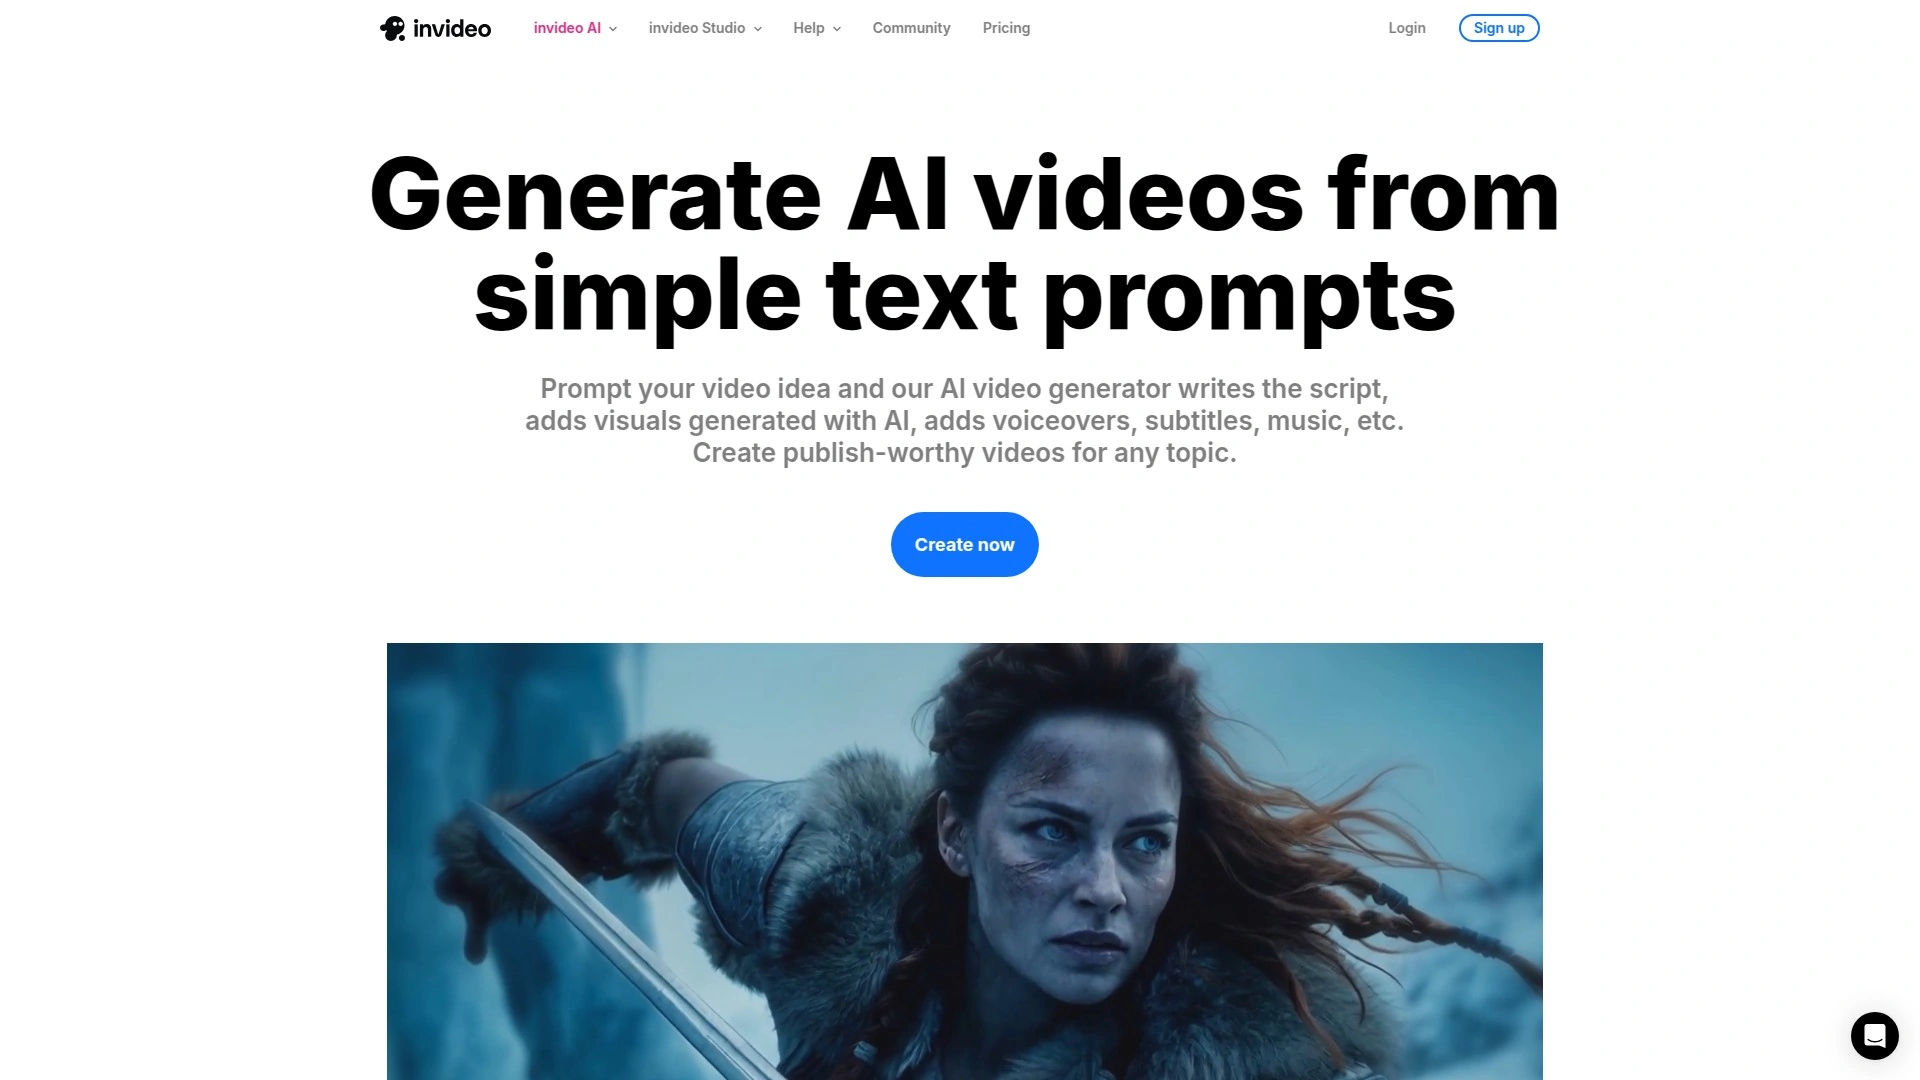 invideo
invideo AI
invideo Studio
Help
Community
Pricing
Login
Sign up
Generate AI videos from
simple text prompts
Prompt your video idea and our AI video generator writes the script,
adds visuals generated with AI, adds voiceovers, subtitles, music, etc.
Create publish-worthy videos for any topic.
Create now